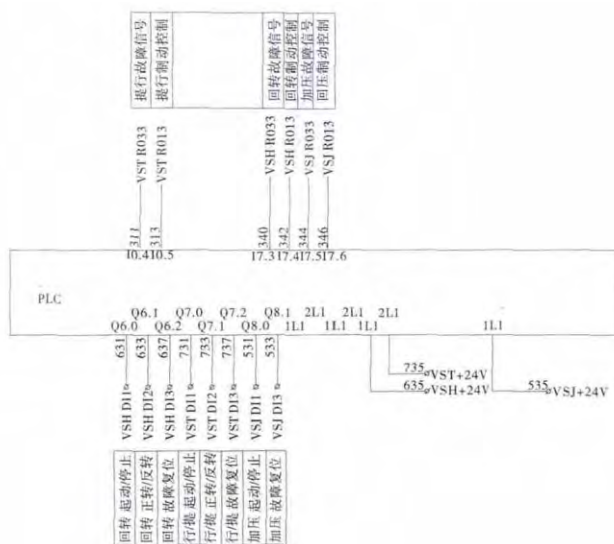 提行故障信号
提行制动控制
回转故障信号
回转制动控制
加压故障信号
回压制动控制
VST R033
VST R013
VSH R033
VSH R013
VSJ R033
VSJ R013
311
313
340
342
344
346
I0.4
I0.5
I7.3
I7.4
I7.5
I7.6
PLC
Q6.1 Q7.0 Q7.2 Q8.1 2L1 2L1 2L1
Q6.0 Q6.2 Q7.1 Q8.0 1L1 1L1 1L1 1L1
631
633
637
731
733
737
531
533
735 VST+24V
635 VSH+24V
535 VSJ+24V
VSH DI1
VSH DI2
VSH DI3
VST DI1
VST DI2
VST DI3
VSJ DI1
VSJ DI3
回转 起动/停止
回转 正转/反转
回转 故障复位
行/提 起动/停止
行/提 正转/反转
行/提 故障复位
加压 起动/停止
加压 故障复位